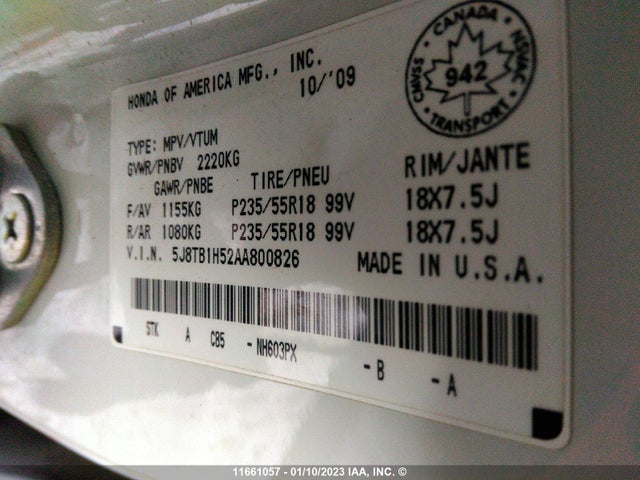 HONDA OF AMERICA MFG., INC.
10/'09
CANADA
CMVSS
942
NSVAC
TRANSPORT
TYPE: MPV/VTUM
GVWR/PNBV 2220KG
GAWR/PNBE TIRE/PNEU RIM/JANTE
F/AV 1155KG P235/55R18 99V 18X7.5J
R/AR 1080KG P235/55R18 99V 18X7.5J
V.I.N. 5J8TB1H52AA800826 MADE IN U.S.A.
STK A CB5 -NH603PX -B -A
11661057 - 01/10/2023 IAA, INC. ©